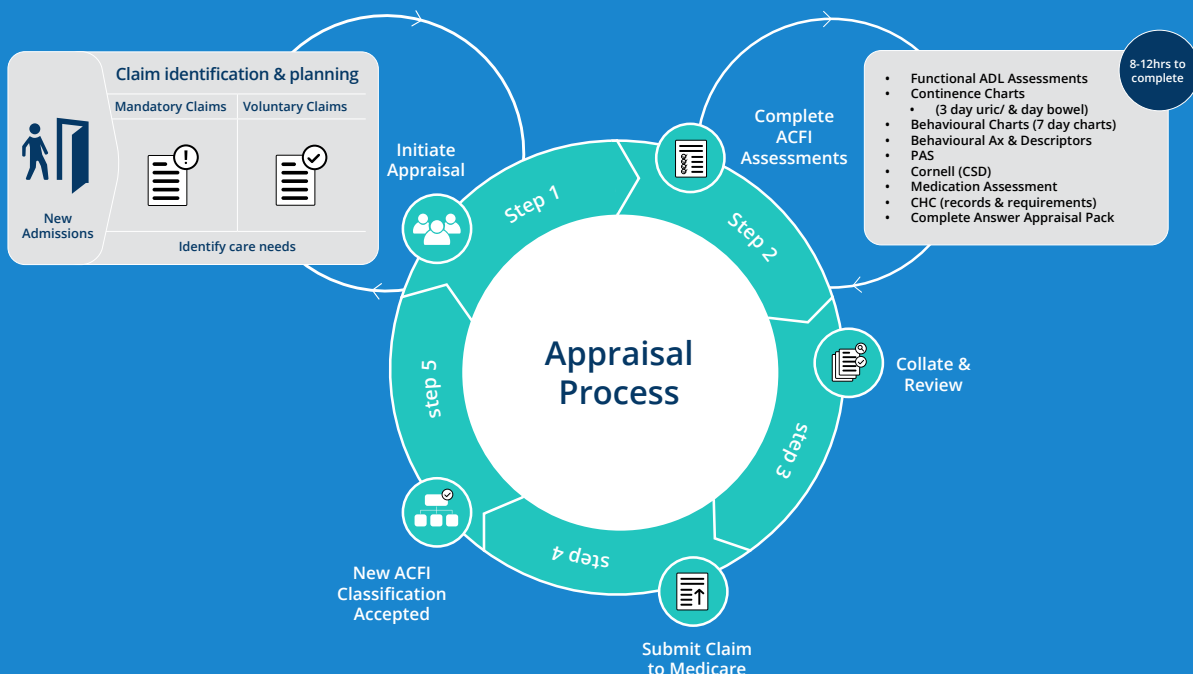 Claim identification & planning
Mandatory Claims
Voluntary Claims
New
Admissions
Identify care needs
Initiate
Appraisal
Step 1
Complete
ACFI
Assessments
Step 2
8-12hrs to
complete
• Functional ADL Assessments
• Continence Charts
• (3 day uric/ & day bowel)
• Behavioural Charts (7 day charts)
• Behavioural Ax & Descriptors
• PAS
• Cornell (CSD)
• Medication Assessment
• CHC (records & requirements)
• Complete Answer Appraisal Pack
Appraisal
Process
Collate &
Review
step 3
Submit Claim
to Medicare
step 4
New ACFI
Classification
Accepted
step 5